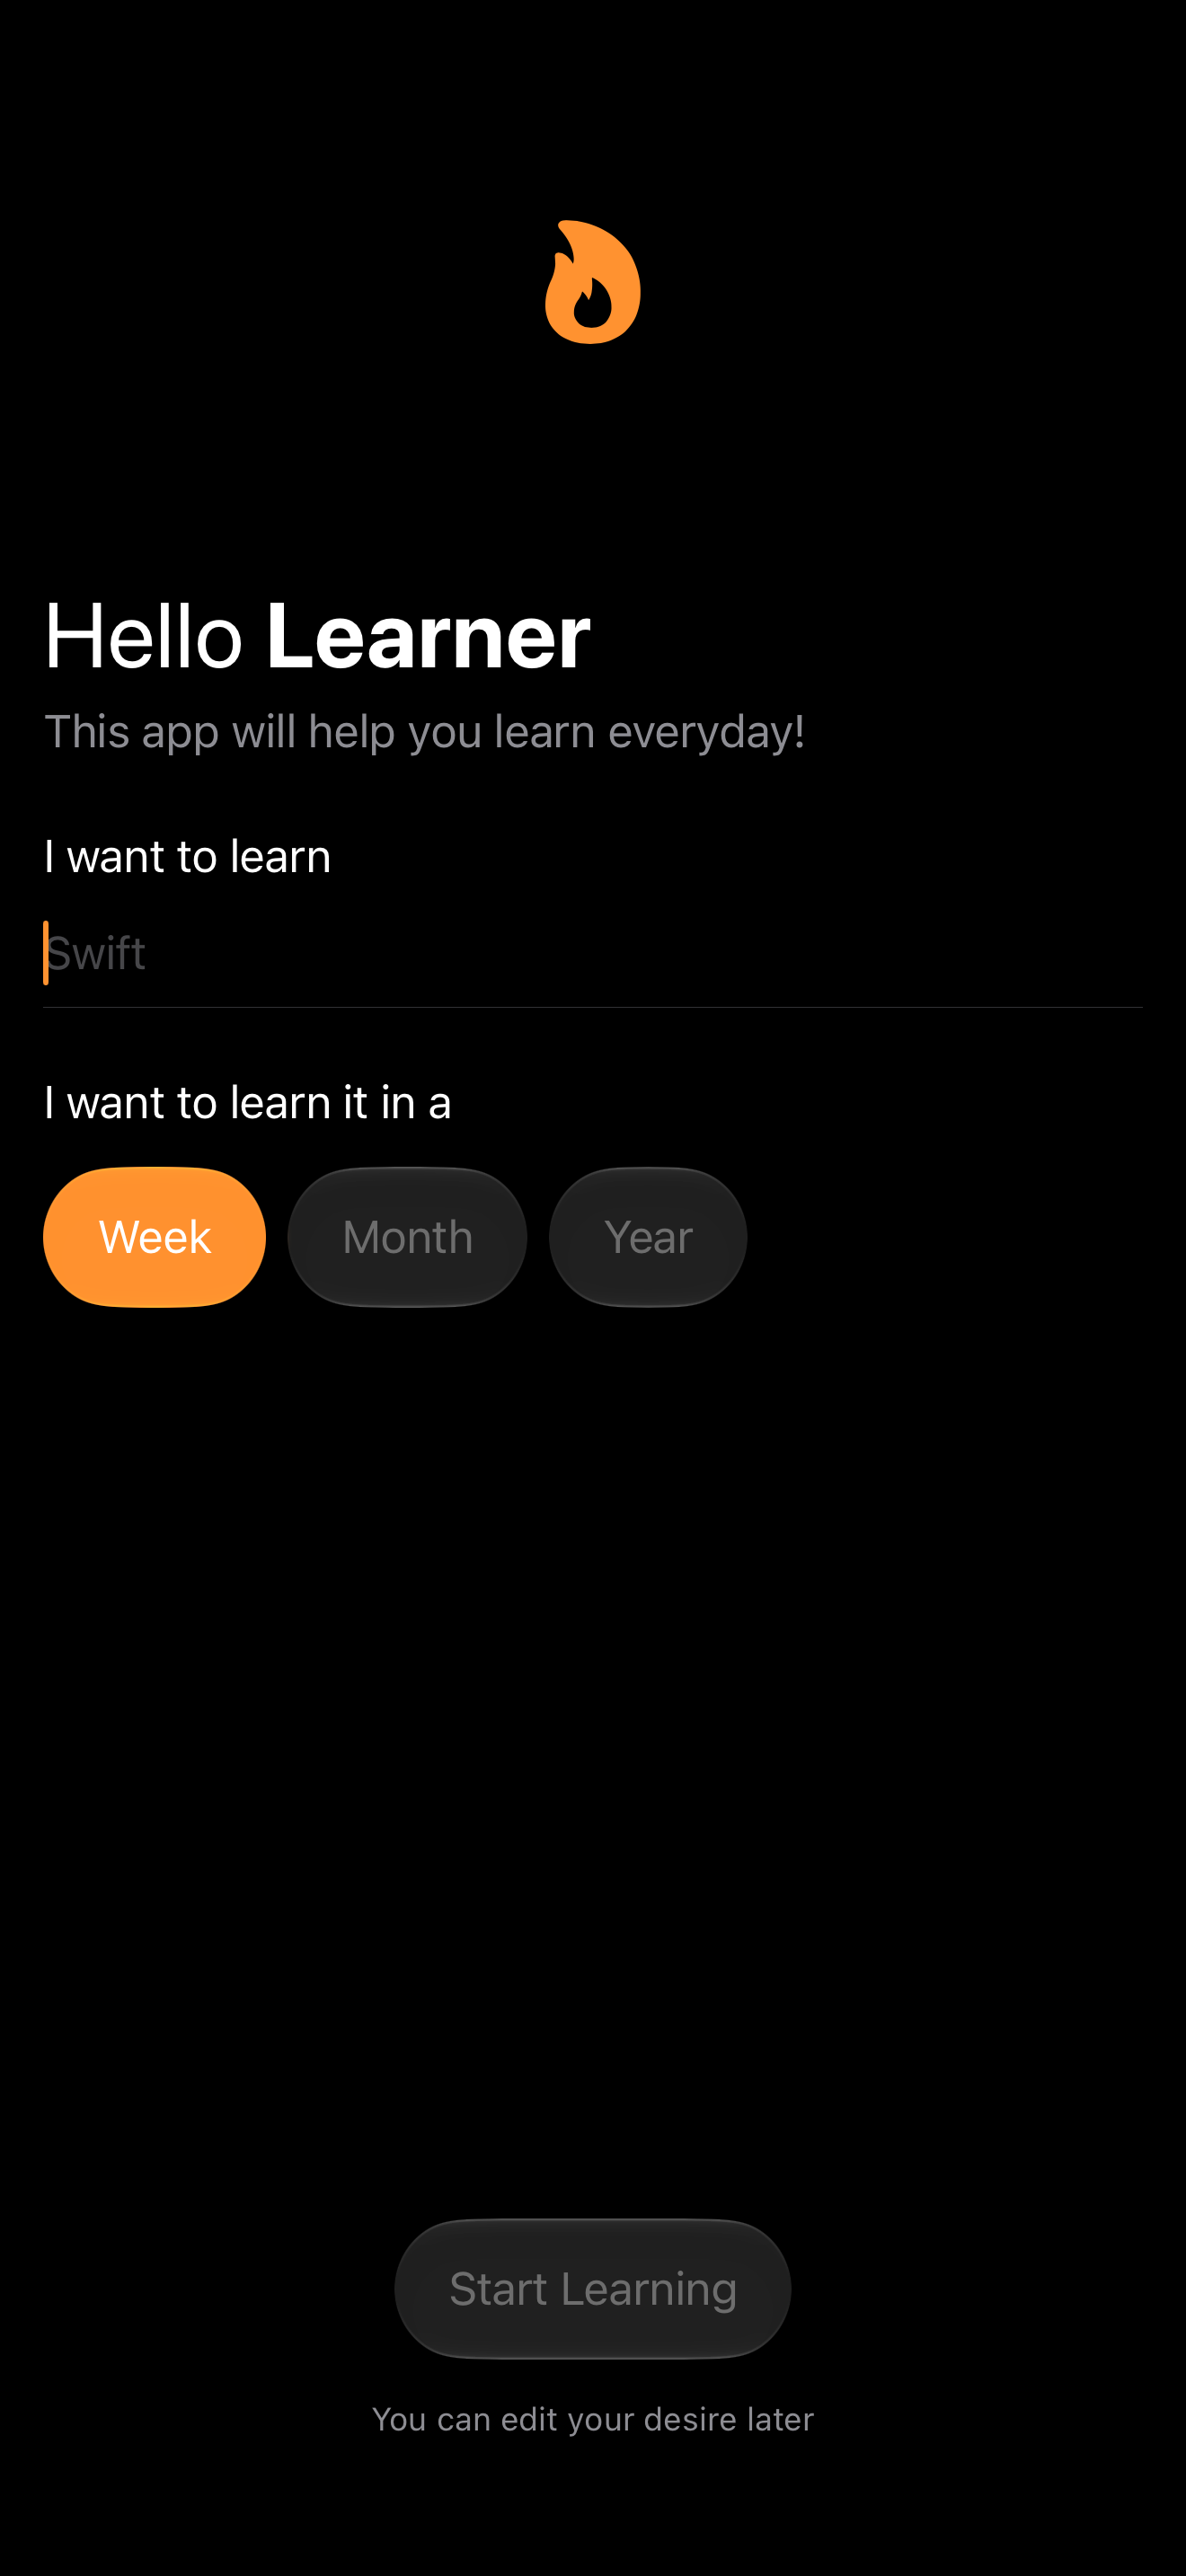 Hello Learner
This app will help you learn everyday!
I want to learn
Swift
I want to learn it in a
Week Month Year
Start Learning
You can edit your desire later